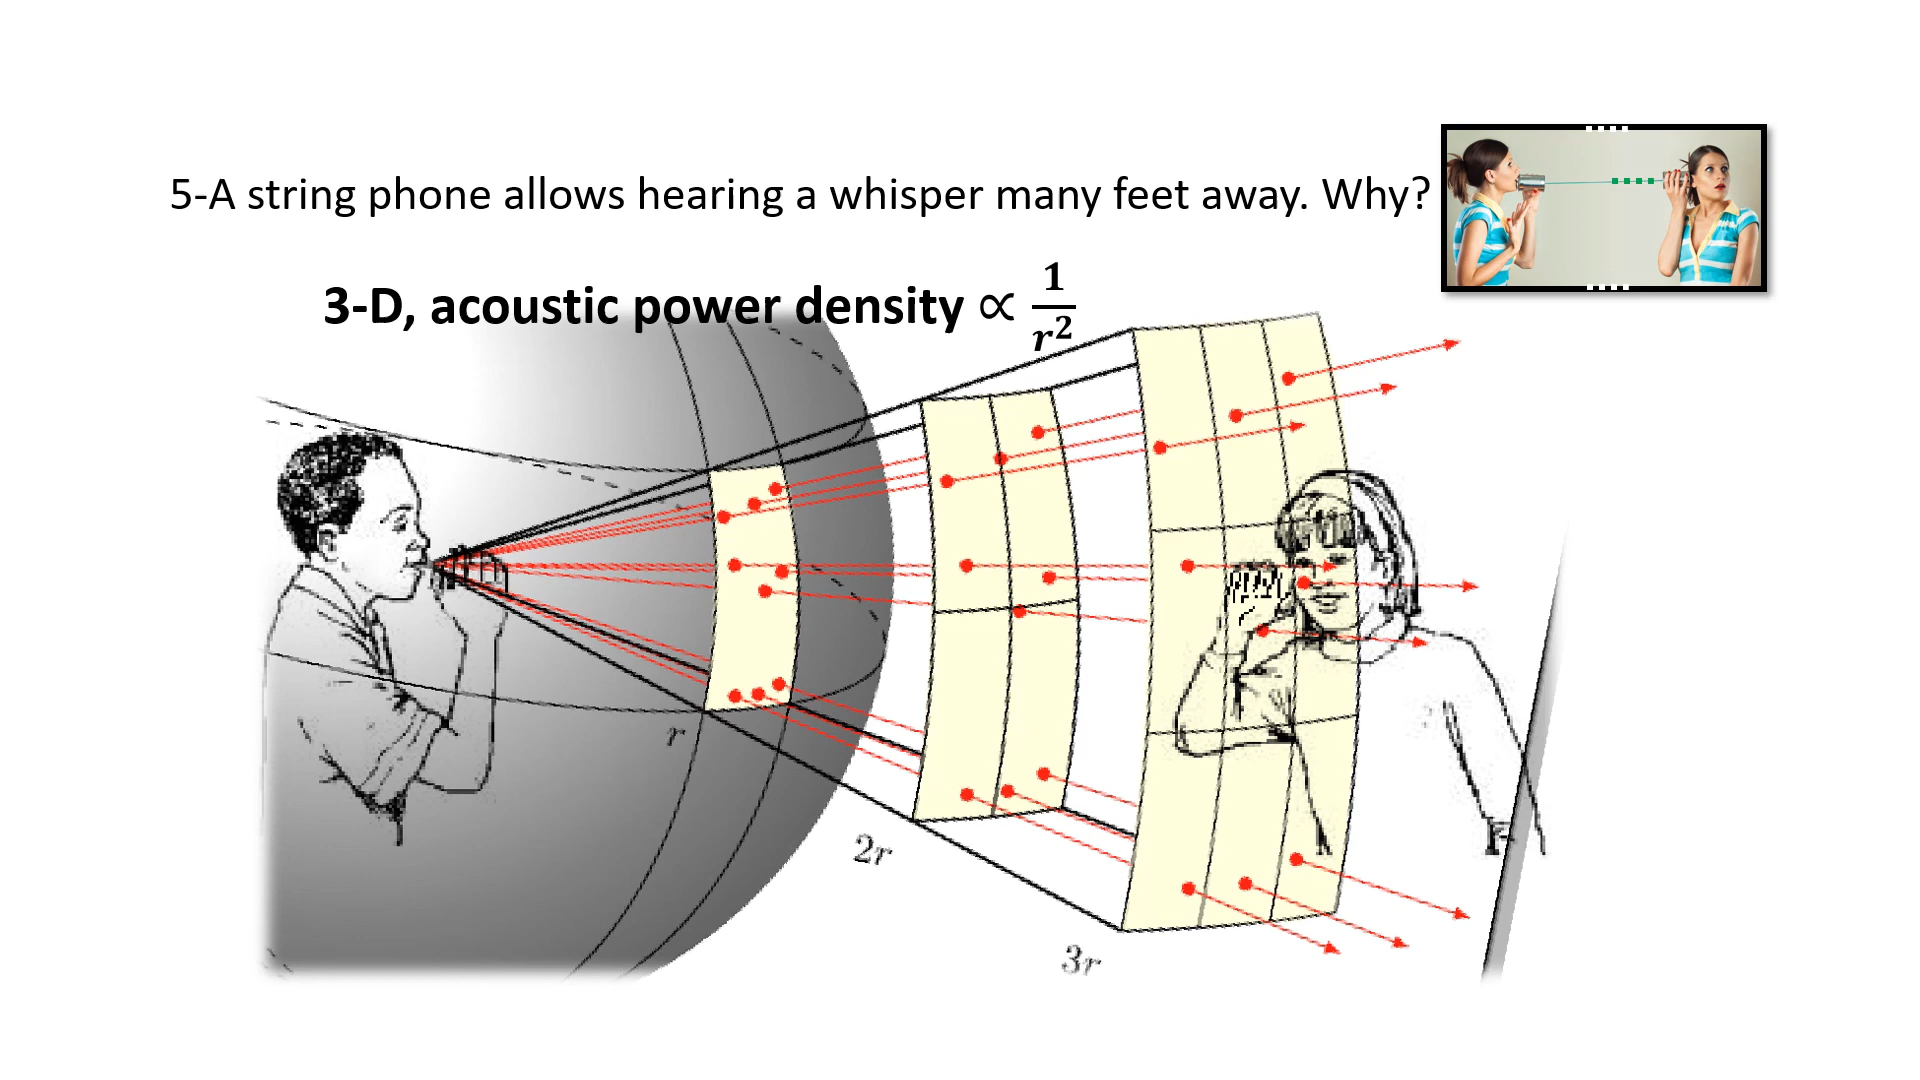 5-A string phone allows hearing a whisper many feet away. Why?
3-D, acoustic power density ∝ 1/r²
r
2r
3r